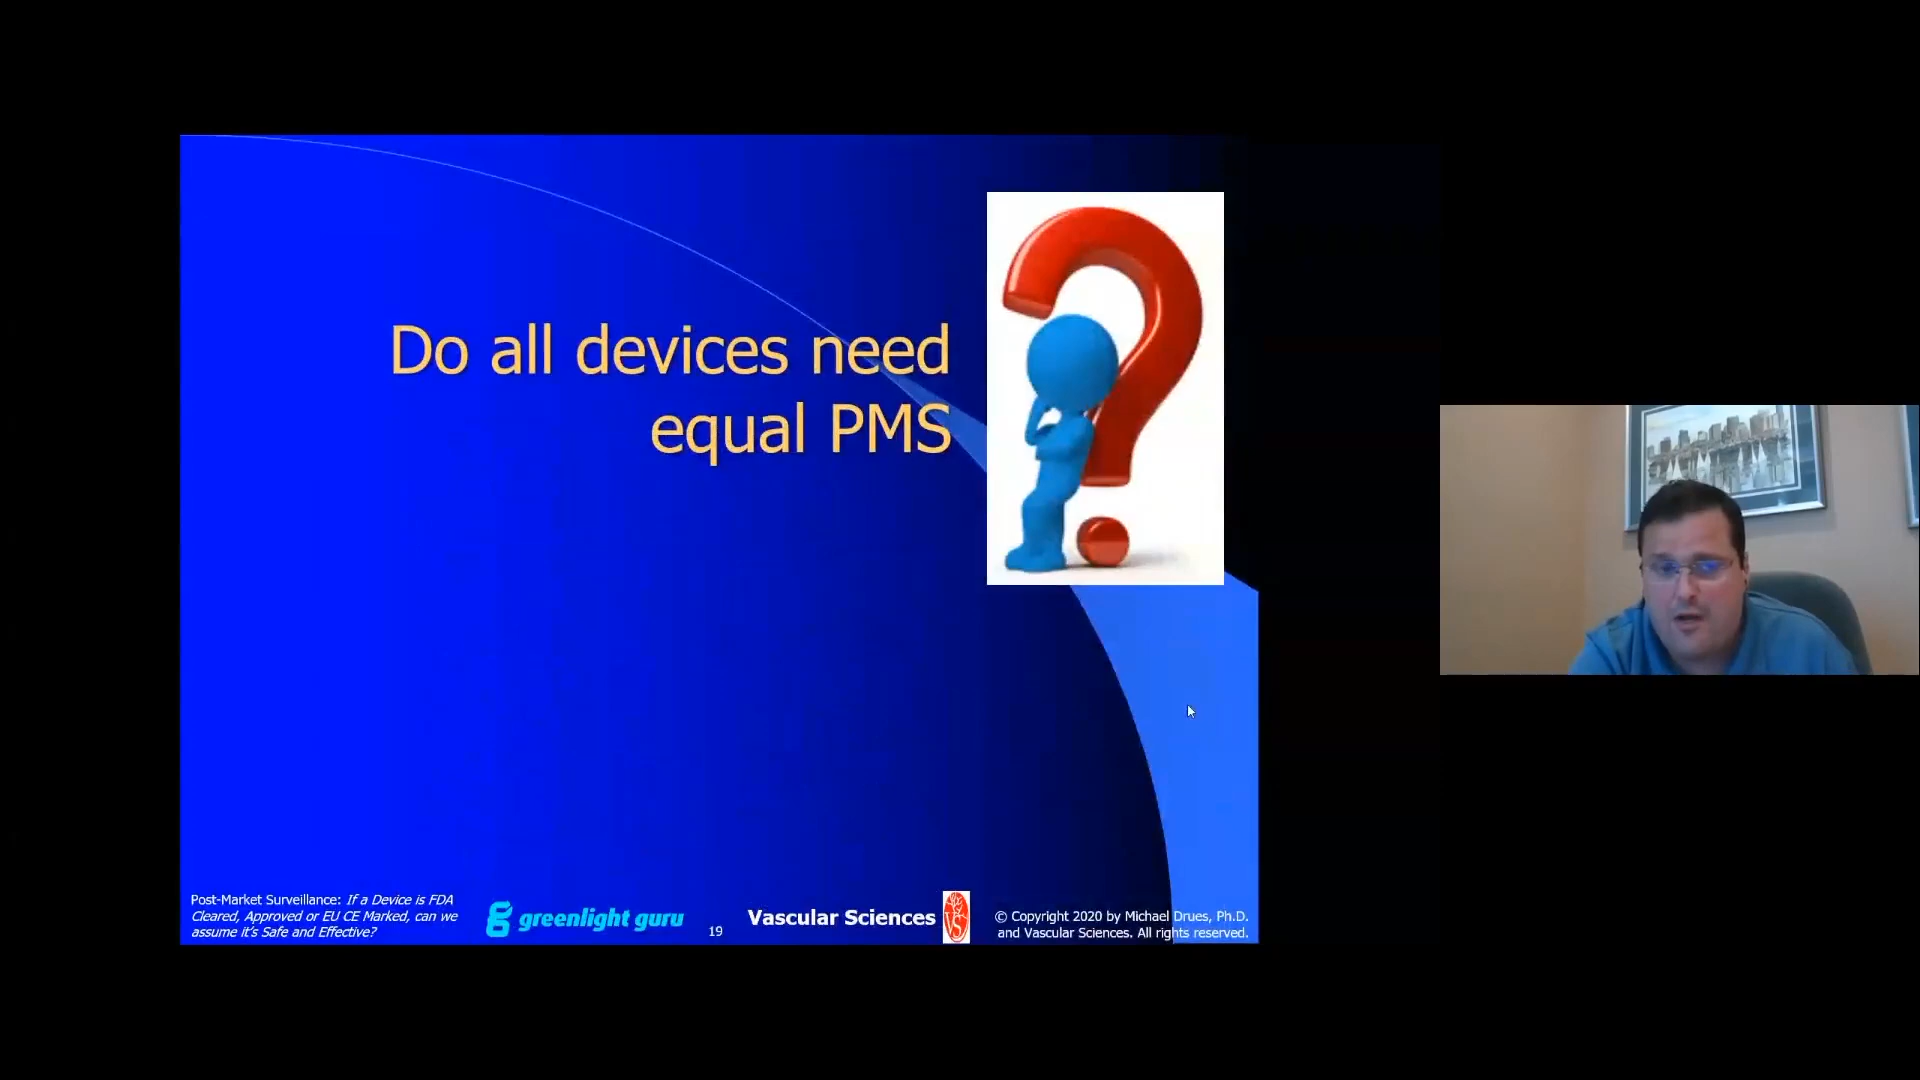 Do all devices need
equal PMS
Post-Market Surveillance: If a Device is FDA
Cleared, Approved or EU CE Marked, can we
assume it's Safe and Effective?
greenlight guru
19
Vascular Sciences
VS
© Copyright 2020 by Michael Drues, Ph.D.
and Vascular Sciences. All rights reserved.